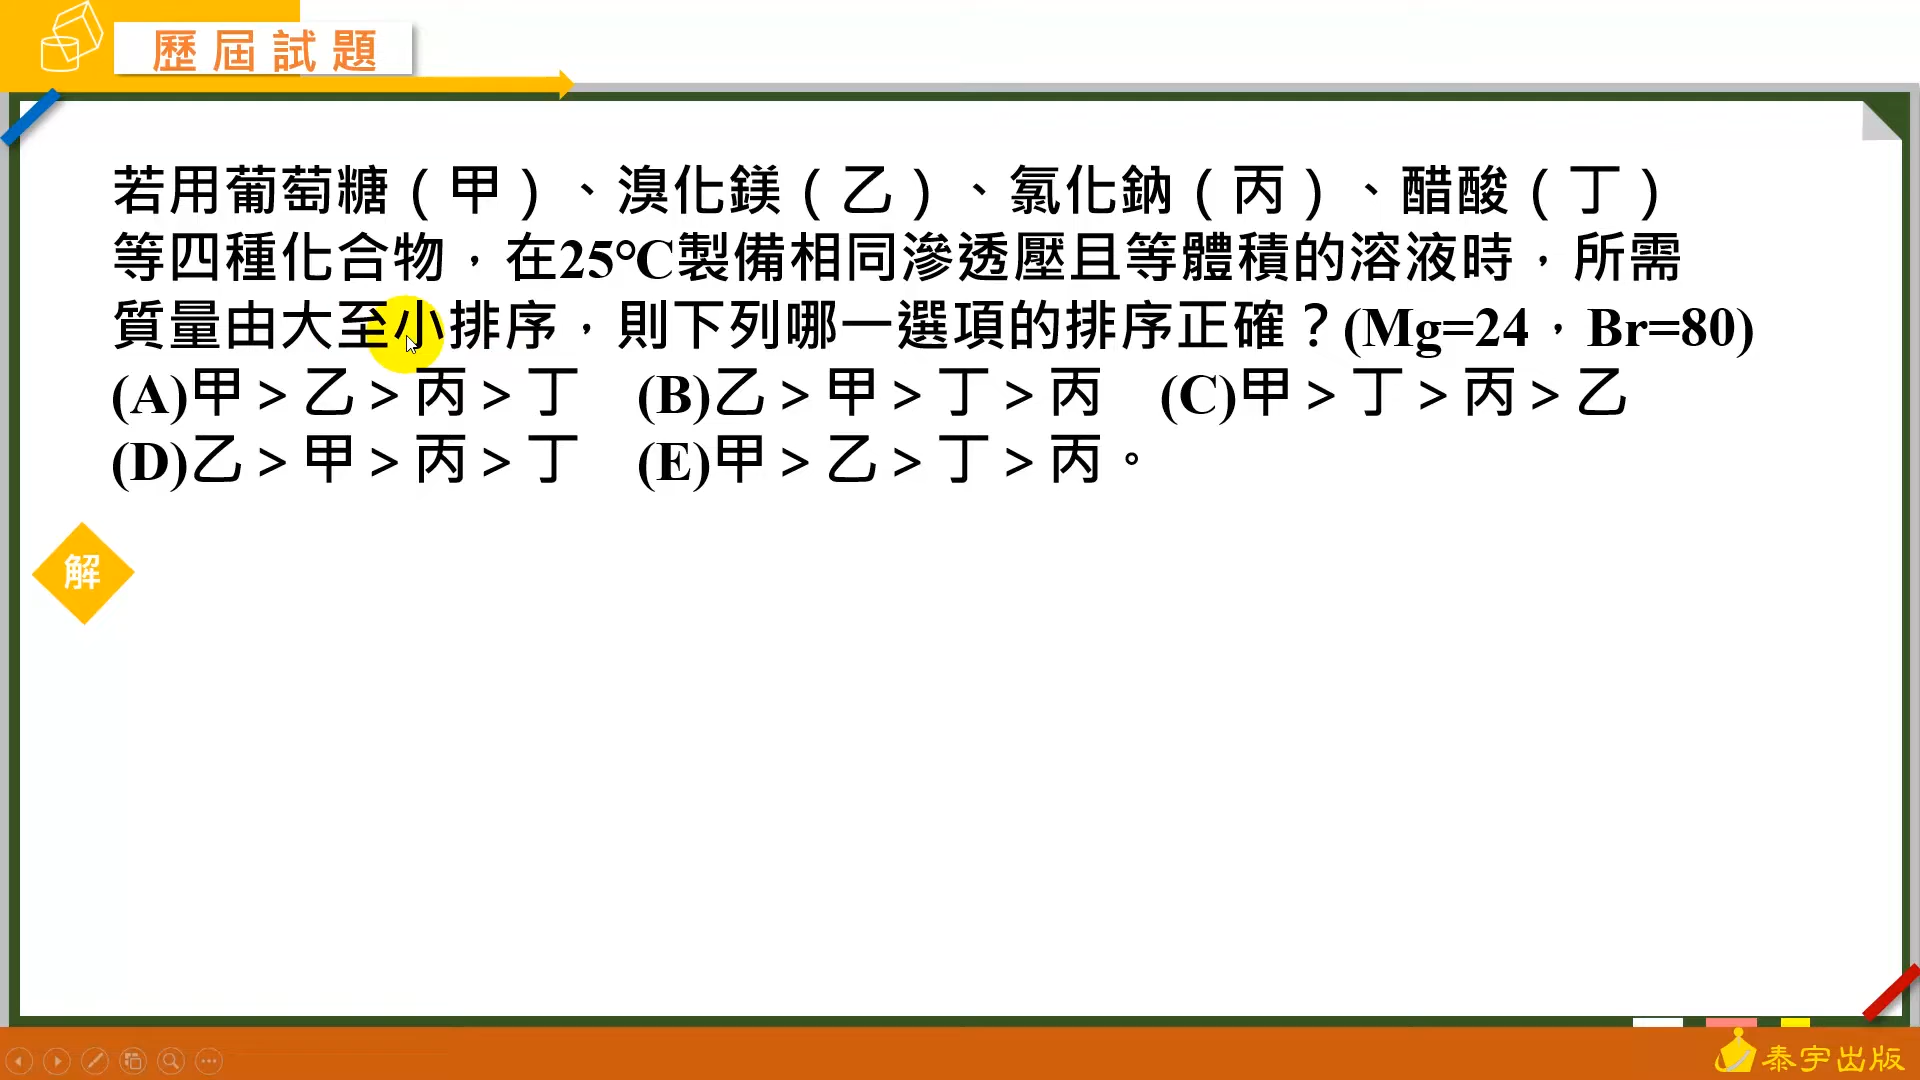 歷屆試題
若用葡萄糖（甲）、溴化鎂（乙）、氯化鈉（丙）、醋酸（丁）
等四種化合物，在25℃製備相同滲透壓且等體積的溶液時，所需
質量由大至小排序，則下列哪一選項的排序正確？(Mg=24，Br=80)
(A)甲＞乙＞丙＞丁　(B)乙＞甲＞丁＞丙　(C)甲＞丁＞丙＞乙
(D)乙＞甲＞丙＞丁　(E)甲＞乙＞丁＞丙。
解
泰宇出版